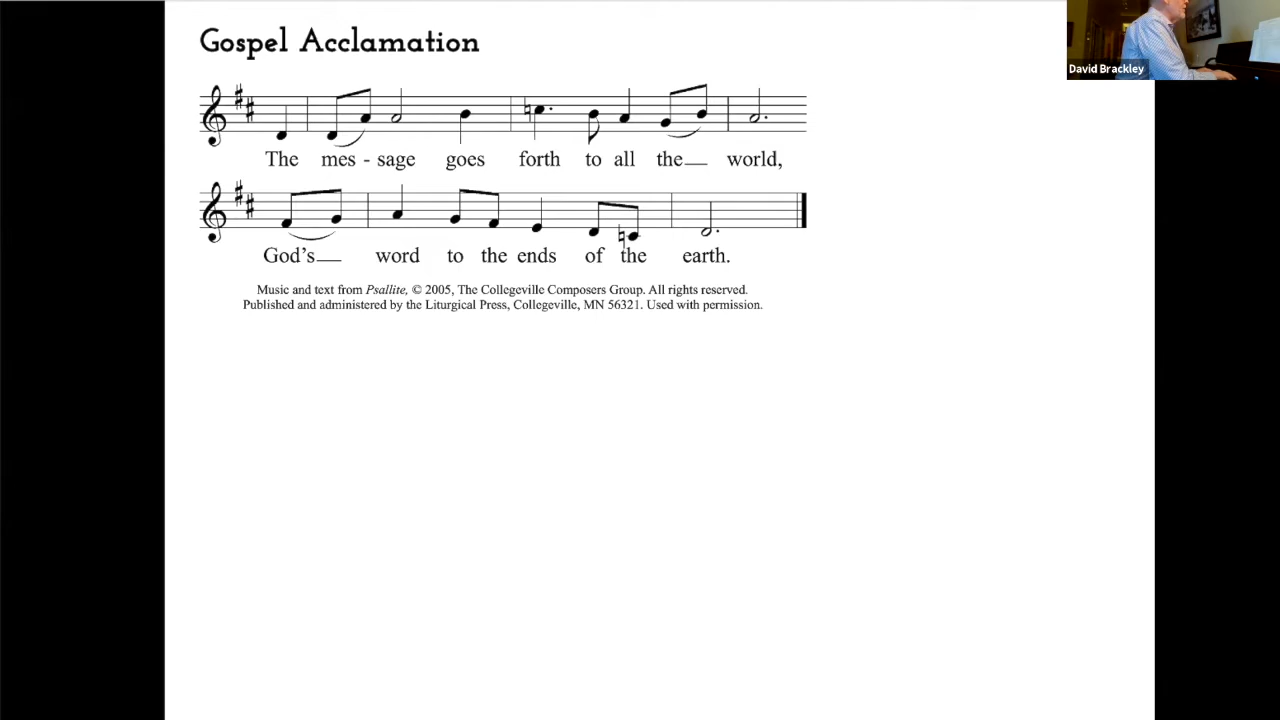 Gospel Acclamation
David Brackley
The mes - sage goes forth to all the world,
God's word to the ends of the earth.
Music and text from Psallite, © 2005, The Collegeville Composers Group. All rights reserved.
Published and administered by the Liturgical Press, Collegeville, MN 56321. Used with permission.